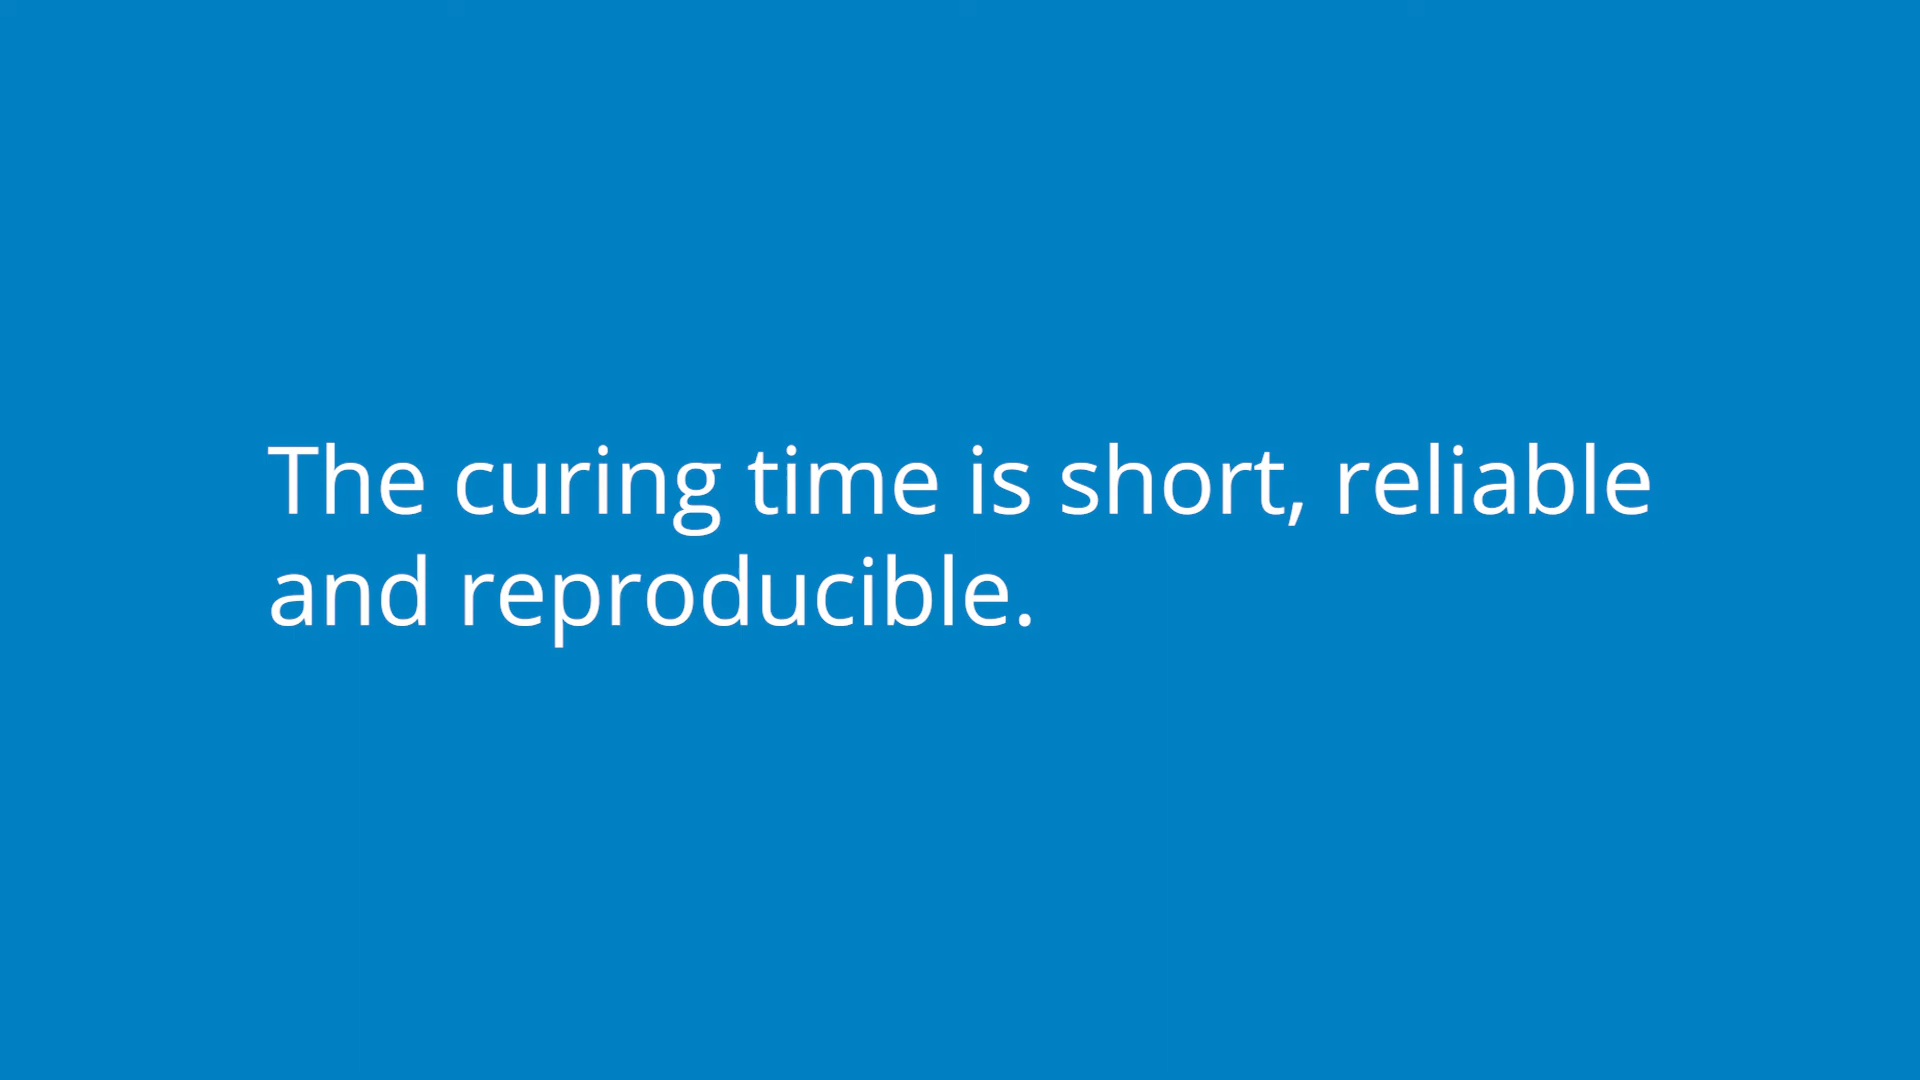 The curing time is short, reliable
and reproducible.